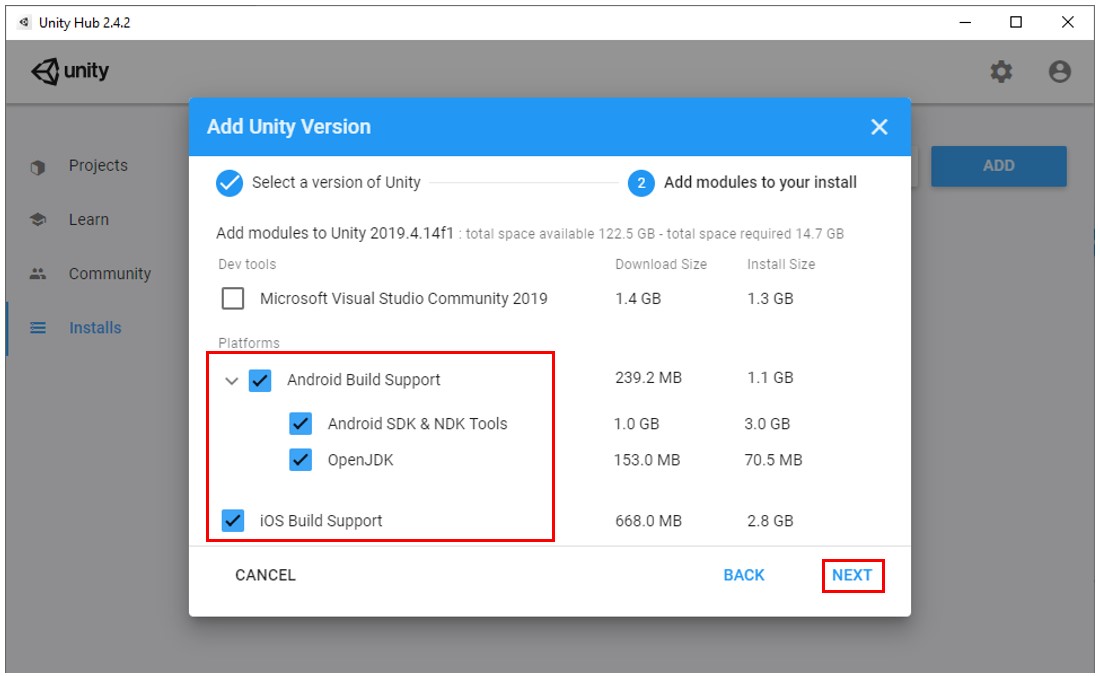 Unity Hub 2.4.2
unity
Add Unity Version
Projects
Learn
Community
Installs
ADD
Select a version of Unity
2 Add modules to your install
Add modules to Unity 2019.4.14f1 : total space available 122.5 GB - total space required 14.7 GB
Dev tools Download Size Install Size
Microsoft Visual Studio Community 2019 1.4 GB 1.3 GB
Platforms
Android Build Support 239.2 MB 1.1 GB
Android SDK & NDK Tools 1.0 GB 3.0 GB
OpenJDK 153.0 MB 70.5 MB
iOS Build Support 668.0 MB 2.8 GB
CANCEL BACK NEXT